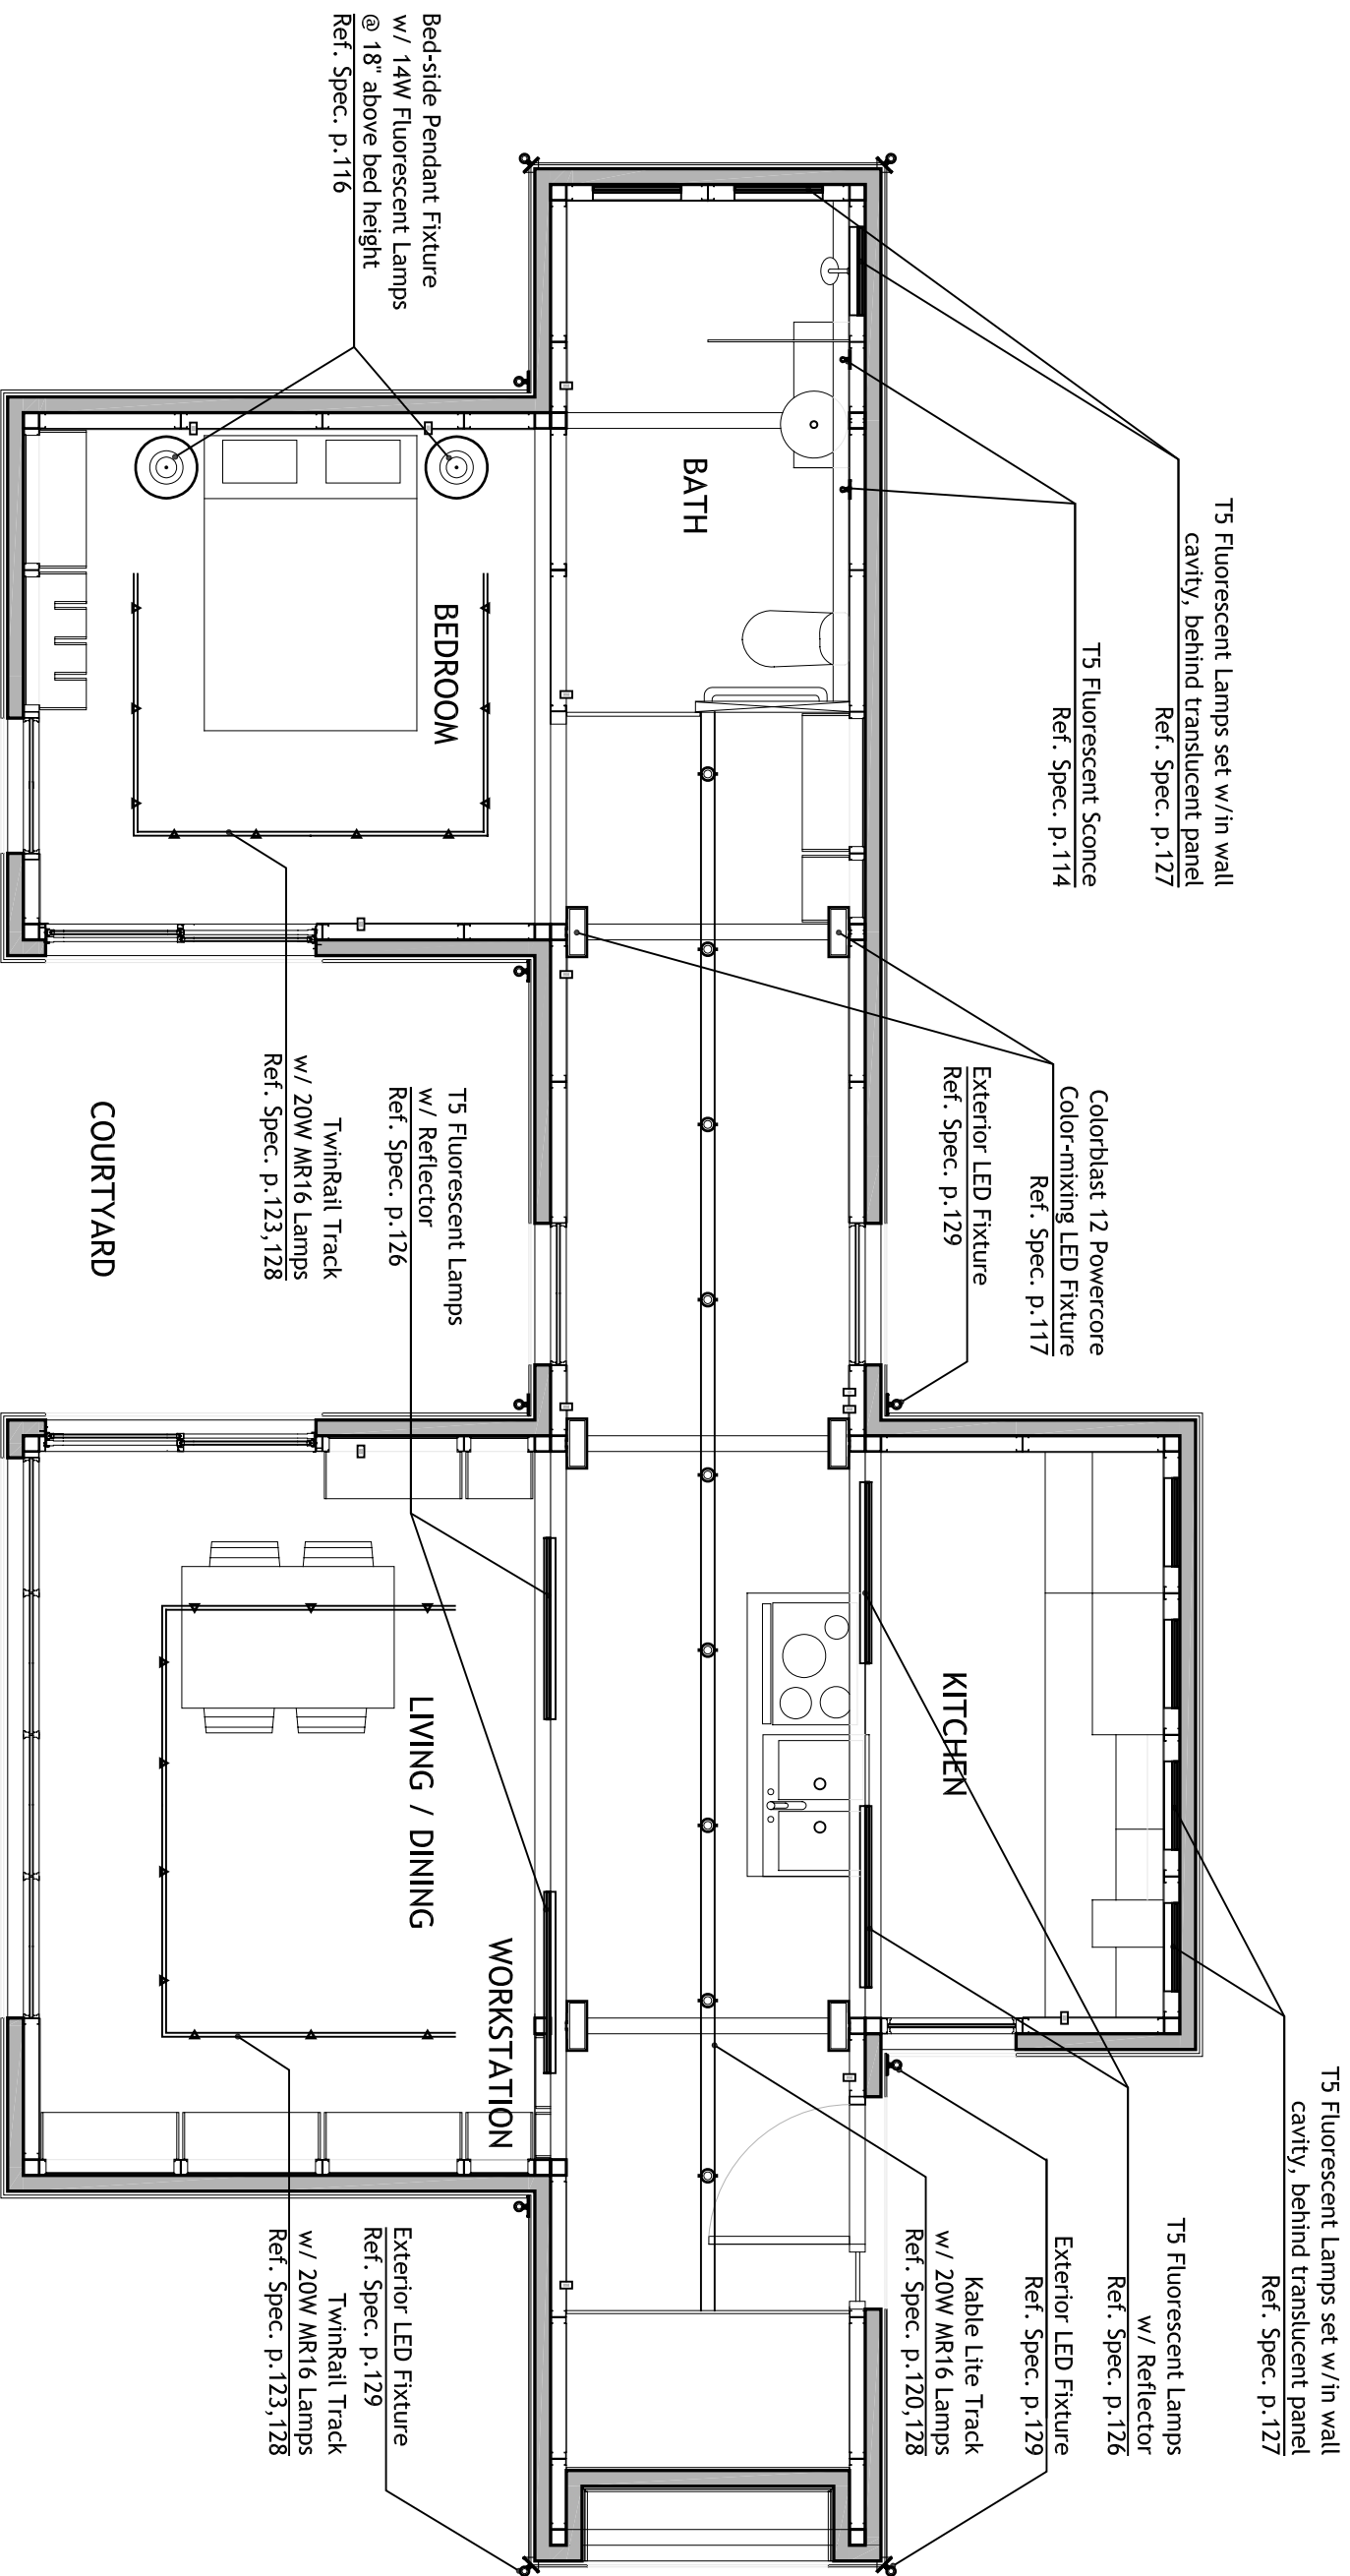 T5 Fluorescent Lamps set w/in wall
cavity, behind translucent panel
Ref. Spec. p.127
T5 Fluorescent Sconce
Ref. Spec. p.114
Colorblast 12 Powercore
Color-mixing LED Fixture
Ref. Spec. p.117
Exterior LED Fixture
Ref. Spec. p.129
T5 Fluorescent Lamps set w/in wall
cavity, behind translucent panel
Ref. Spec. p.127
T5 Fluorescent Lamps
w/ Reflector
Ref. Spec. p.126
Exterior LED Fixture
Ref. Spec. p.129
Kable Lite Track
w/ 20W MR16 Lamps
Ref. Spec. p.120,128
KITCHEN
BATH
BEDROOM
WORKSTATION
LIVING / DINING
COURTYARD
Bed-side Pendant Fixture
w/ 14W Fluorescent Lamps
@ 18" above bed height
Ref. Spec. p.116
T5 Fluorescent Lamps
w/ Reflector
Ref. Spec. p.126
TwinRail Track
w/ 20W MR16 Lamps
Ref. Spec. p.123,128
Exterior LED Fixture
Ref. Spec. p.129
TwinRail Track
w/ 20W MR16 Lamps
Ref. Spec. p.123,128